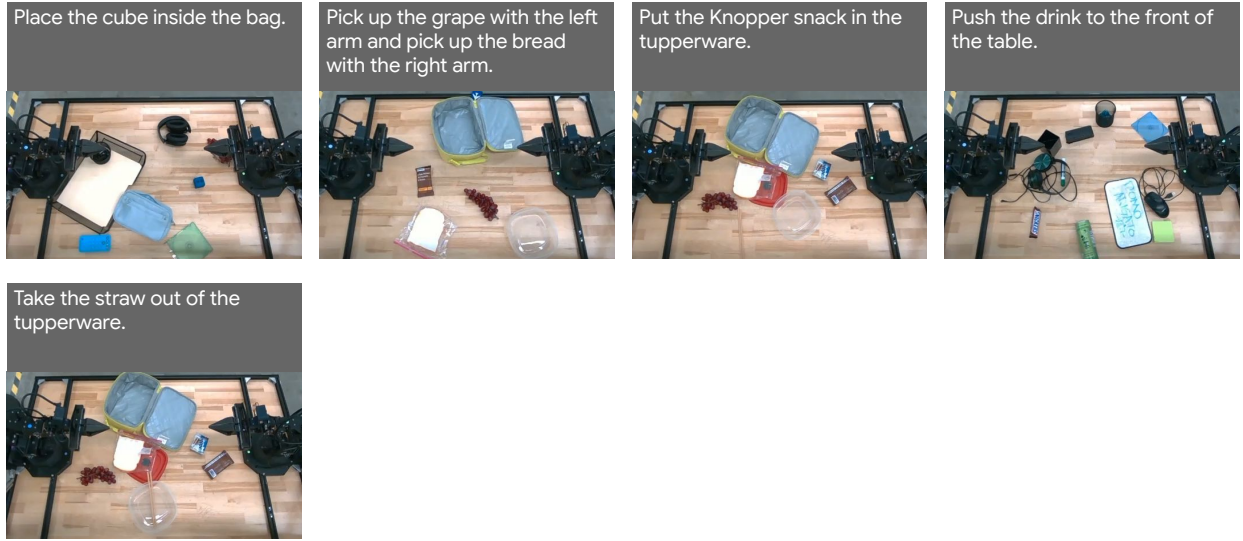 Place the cube inside the bag.
Pick up the grape with the left
arm and pick up the bread
with the right arm.
Put the Knopper snack in the
tupperware.
Push the drink to the front of
the table.
Take the straw out of the
tupperware.